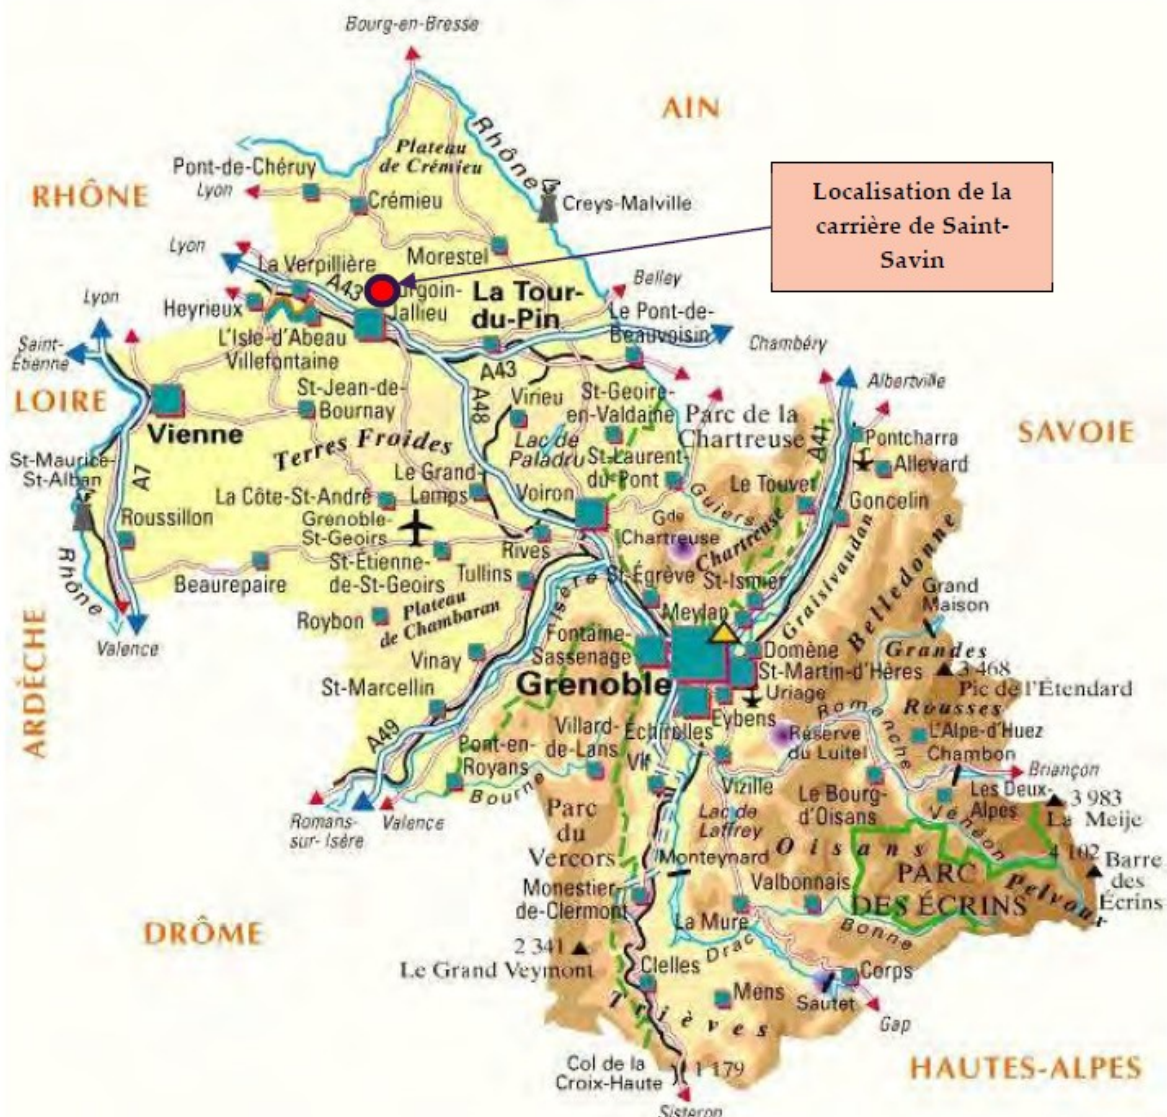 Bourg-en-Bresse
AIN
Rhône
Plateau
de Crémieu
Pont-de-Chéruy
Lyon
Crémieu
RHÔNE
Creys-Malville
Localisation de la
carrière de Saint-
Savin
Morestel
Lyon
La Verpillière
A43
Belley
La Tour-
du-Pin
Lyon
Heyrieux
Jallieu
Le Pont-de-
Beauvoisin
L'Isle-d'Abeau
Villefontaine
Saint-
Étienne
Chambéry
A43
LOIRE
Albertville
St-Jean-de-
Bournay
A48
Virieu
St-Geoire-
en-Valdaine
Parc de la
Chartreuse
A41
SAVOIE
Vienne
Terres Froides
Lac de
Paladru
Pontcharra
Allevard
St-Maurice-
St-Alban
A7
St-Laurent-
du-Pont
Le Grand-
Lemps
Le Touvet
La Côte-St-André
Voiron
Guiers
Goncelin
Roussillon
Grenoble-
St-Geoirs
Gde
Chartreuse
Chartreuse
Rives
Rhône
St-Étienne-
de-St-Geoirs
Beaurepaire
Tullins
Isère
St-Égrève
St-Ismier
Graisivaudan
Belledonne
Grand
Maison
Roybon
Plateau
de Chambaran
Meylan
ARDÈCHE
Valence
Fontaine-
Sassenage
Domène
Grandes
Rousses
Vinay
Grenoble
St-Martin-d'Hères
3 468
Pic de l'Étendard
St-Marcellin
Uriage
Eybens
Romanche
A49
Villard-
de-Lans
Échirolles
Réserve
du Luitel
L'Alpe-d'Huez
Chambon
Pont-en-
Royans
Vif
Vizille
Briançon
Bourne
Le Bourg-
d'Oisans
Les Deux-
Alpes
3 983
La Meije
Romans-
sur-Isère
Valence
Parc
du
Vercors
Lac de
Laffrey
Vénéon
Oisans
Monteynard
PARC
DES ÉCRINS
4 102
Barre
des
Écrins
Pelvoux
Monestier-
de-Clermont
Valbonnais
DRÔME
La Mure
Bonne
2 341
Le Grand Veymont
Drac
Clelles
Corps
Mens
Sautet
Trièves
Gap
Col de la
Croix-Haute
1 179
HAUTES-ALPES
Sisteron